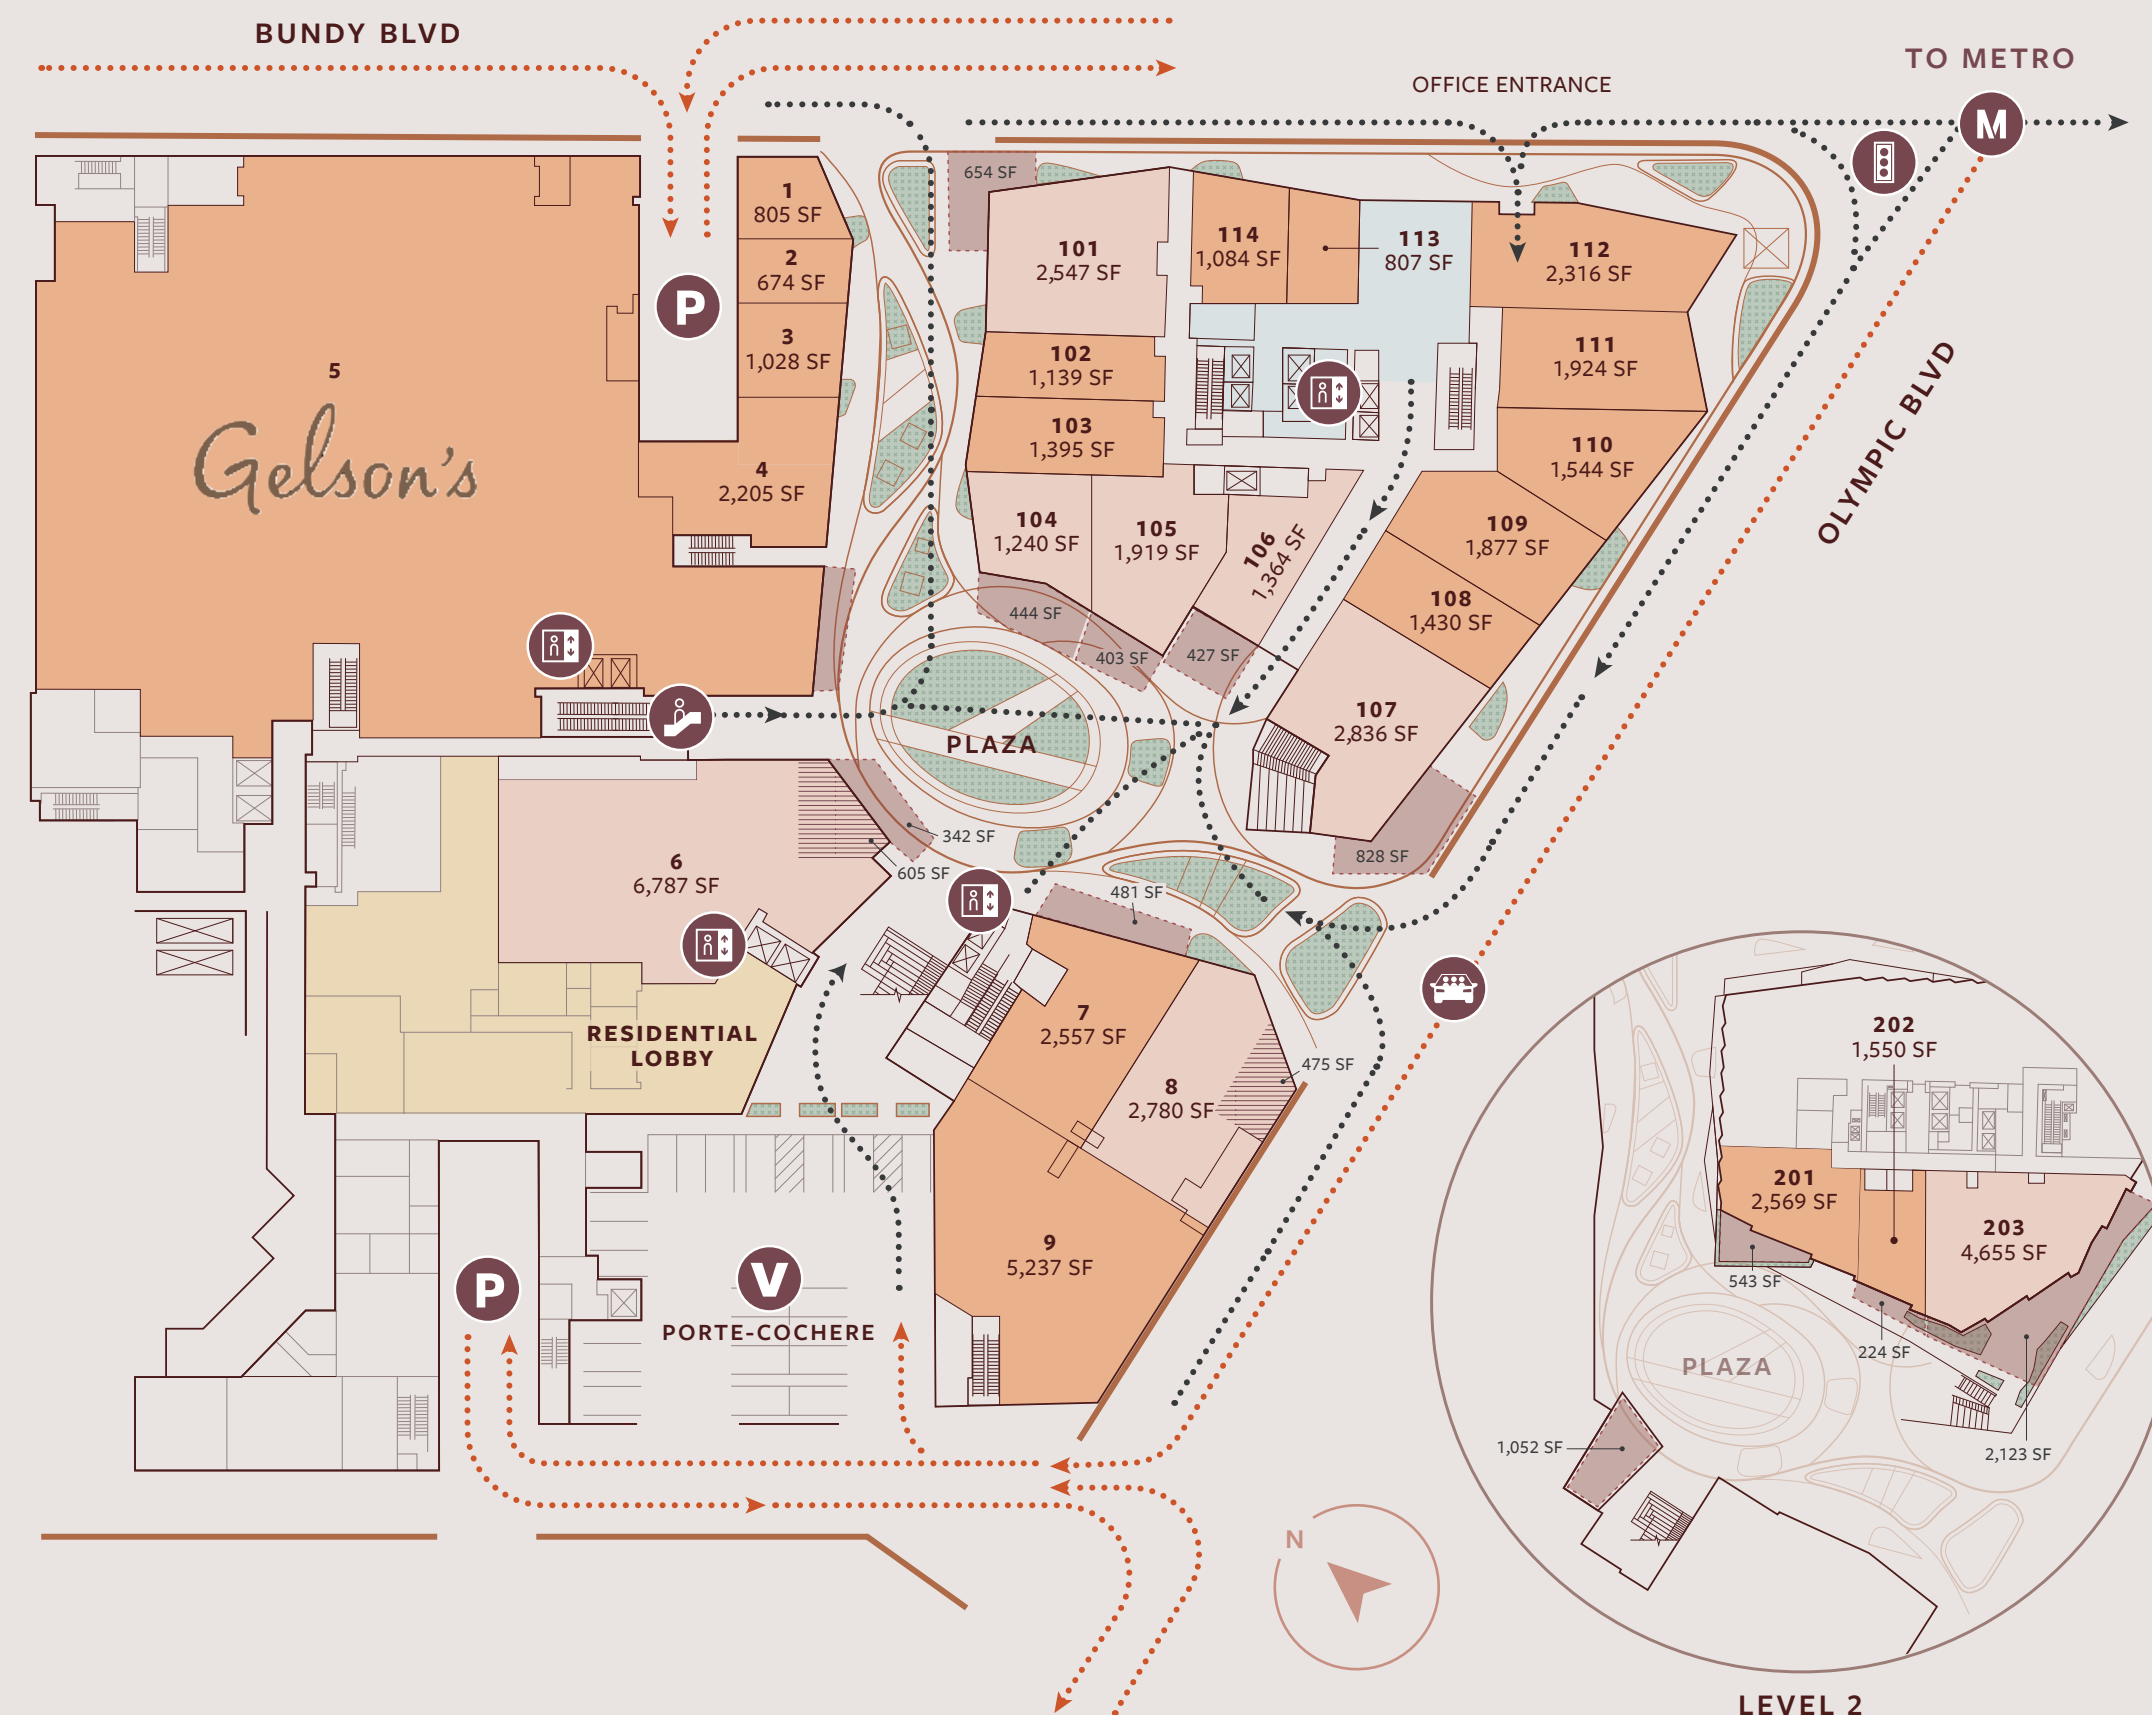 BUNDY BLVD
TO METRO
OFFICE ENTRANCE
M
654 SF
1
805 SF
2
674 SF
3
1,028 SF
4
2,205 SF
P
5
Gelson's
101
2,547 SF
114
1,084 SF
113
807 SF
112
2,316 SF
102
1,139 SF
111
1,924 SF
103
1,395 SF
110
1,544 SF
OLYMPIC BLVD
104
1,240 SF
105
1,919 SF
106
1,364 SF
109
1,877 SF
108
1,430 SF
444 SF
403 SF
427 SF
107
2,836 SF
PLAZA
342 SF
605 SF
828 SF
6
6,787 SF
481 SF
7
2,557 SF
RESIDENTIAL
LOBBY
475 SF
8
2,780 SF
9
5,237 SF
P
V
PORTE-COCHERE
N
202
1,550 SF
201
2,569 SF
203
4,655 SF
543 SF
224 SF
PLAZA
1,052 SF
2,123 SF
LEVEL 2